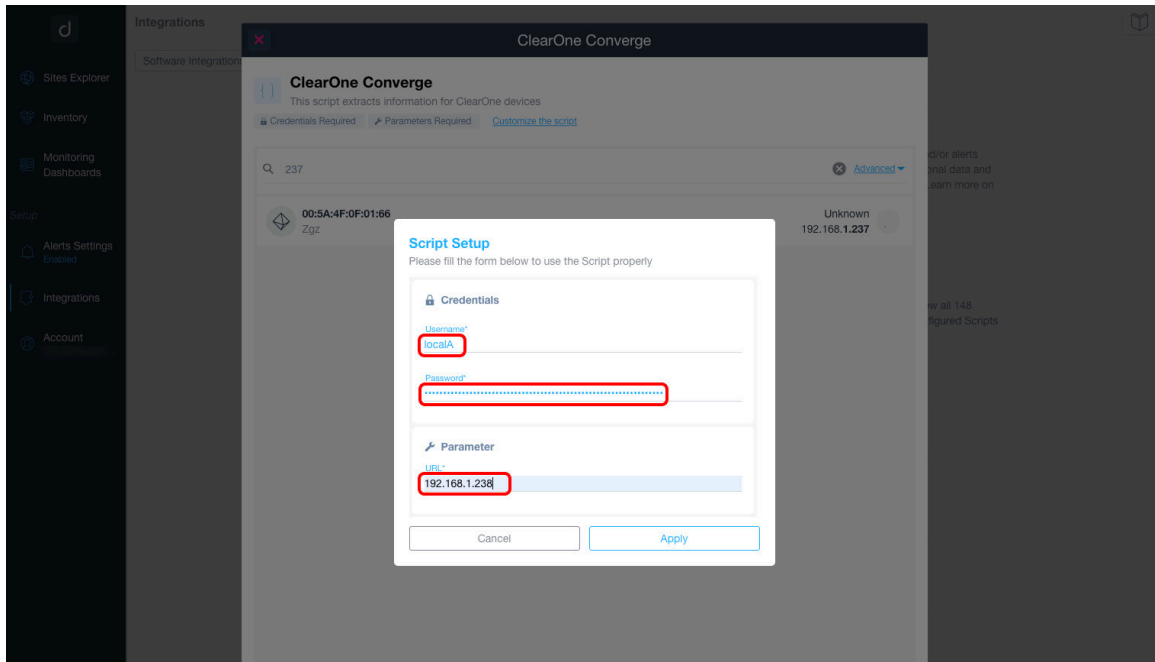 Integrations
ClearOne Converge
Software Integration
Sites Explorer
Inventory
Monitoring
Dashboards
Setup
Alerts Settings
Enabled
Integrations
Account
ClearOne Converge
This script extracts information for ClearOne devices
Credentials Required
Parameters Required
Customize the script
237
Advanced
d/or alerts
onal data and
earn more on
00:5A:4F:0F:01:66
Zgz
Unknown
192.168.1.237
Script Setup
Please fill the form below to use the Script properly
Credentials
Username*
localA
Password*
Parameter
URL*
192.168.1.238
Cancel
Apply
ew all 148
figured Scripts